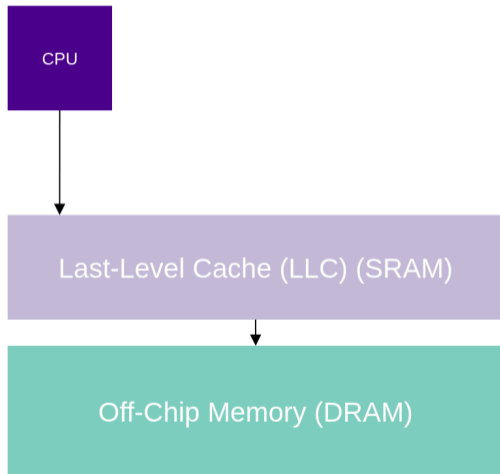 CPU
Last-Level Cache (LLC) (SRAM)
Off-Chip Memory (DRAM)